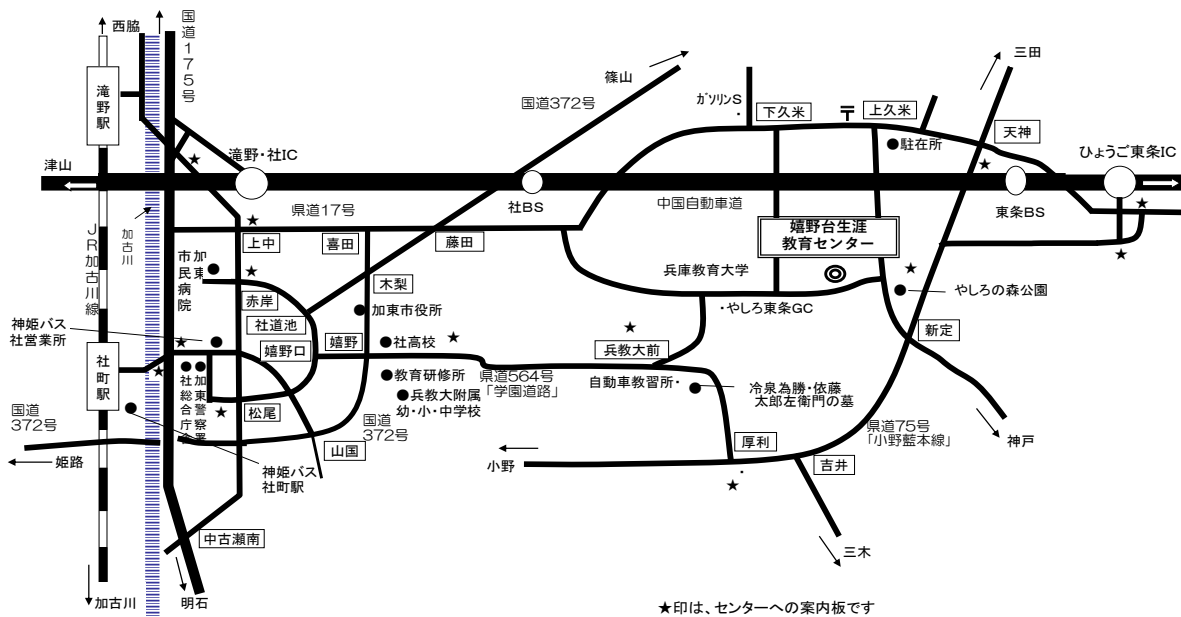 西脇
国道175号
滝野駅
津山
JR加古川線
加古川
滝野・社IC
県道17号
国道372号
篠山
社BS
ガソリンS
下久米
〒
上久米
駐在所
三田
天神
ひょうご東条IC
中国自動車道
東条BS
嬉野台生涯
教育センター
兵庫教育大学
・やしろ東条GC
やしろの森公園
新定
上中
喜田
藤田
加東
市民病院
木梨
加東市役所
赤岸
社道池
嬉野口
嬉野
社高校
兵教大前
神姫バス
社営業所
社町駅
社総合庁舎
加東警察署
松尾
教育研修所
兵教大附属
幼・小・中学校
県道564号
「学園道路」
自動車教習所・
冷泉為勝・依藤
太郎左衛門の墓
県道75号
「小野藍本線」
神戸
国道
372号
国道
372号
山国
姫路
神姫バス
社町駅
小野
厚利
吉井
三木
中古瀬南
加古川
明石
★印は、センターへの案内板です